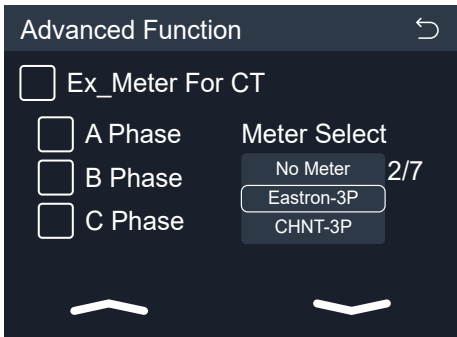 Advanced Function
Ex_Meter For CT
A Phase
B Phase
C Phase
Meter Select
No Meter
Eastron-3P
CHNT-3P
2/7